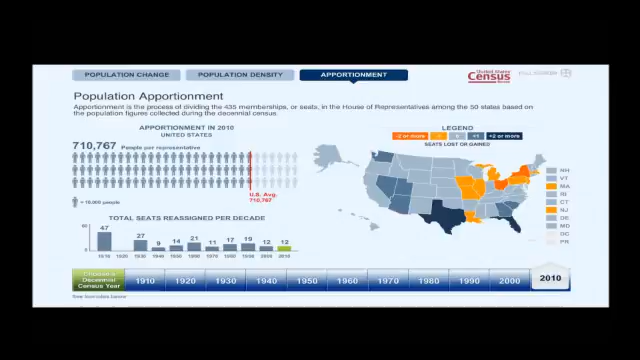 POPULATION CHANGE
POPULATION DENSITY
APPORTIONMENT
United States
Census
Bureau
FULL SCREEN
Population Apportionment
Apportionment is the process of dividing the 435 memberships, or seats, in the House of Representatives among the 50 states based on
the population figures collected during the decennial census.
APPORTIONMENT IN 2010
UNITED STATES
710,767 People per representative
U.S. Avg.
710,767
= 10,000 people
LEGEND
-2 or more -1 0 +1 +2 or more
SEATS LOST OR GAINED
NH
VT
MA
RI
CT
NJ
DE
MD
DC
PR
TOTAL SEATS REASSIGNED PER DECADE
60
47
27
9
14
21
11
17
19
12
12
0
1910 1920 1930 1940 1950 1960 1970 1980 1990 2000 2010
Choose a
Decennial
Census Year
1910 1920 1930 1940 1950 1960 1970 1980 1990 2000 2010